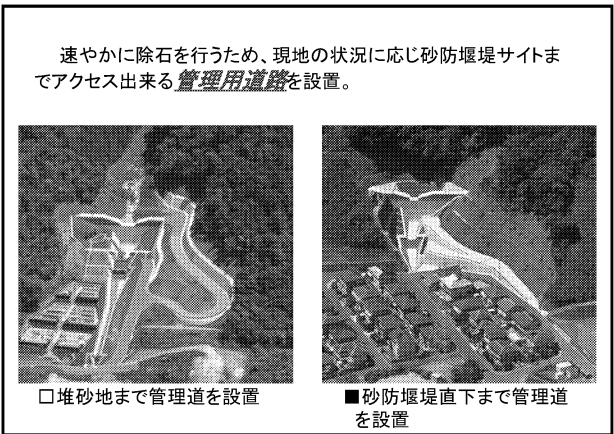 速やかに除石を行うため、現地の状況に応じ砂防堰堤サイトま
でアクセス出来る管理用道路を設置。
□堆砂地まで管理道を設置
■砂防堰堤直下まで管理道
を設置